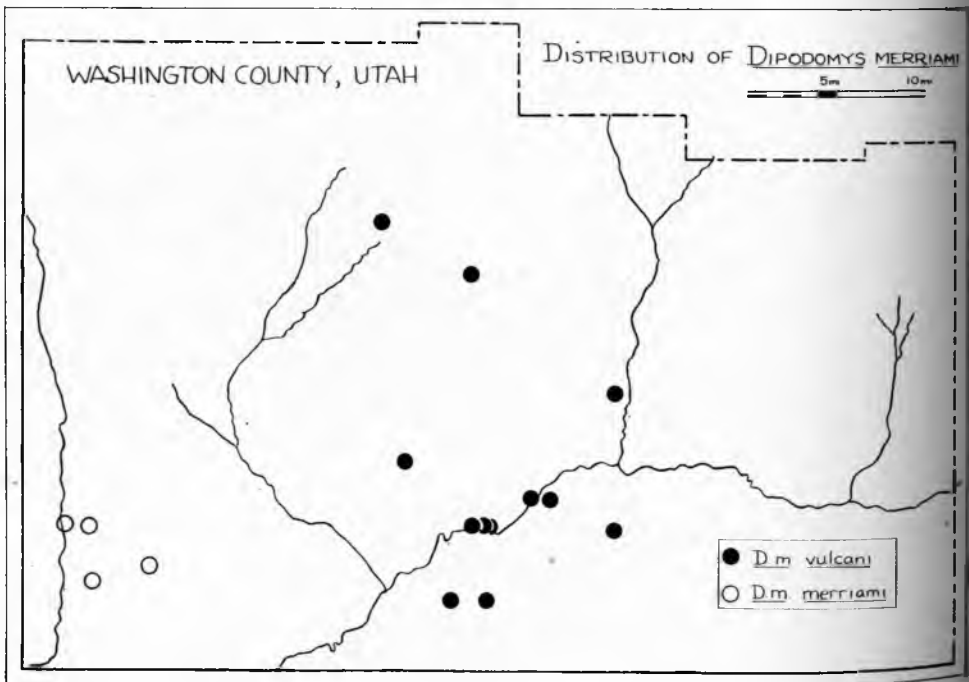 DISTRIBUTION OF DIPODOMYS MERRIAMI
WASHINGTON COUNTY, UTAH
5mi 10mi
D.m. vulcani
D.m. merriami